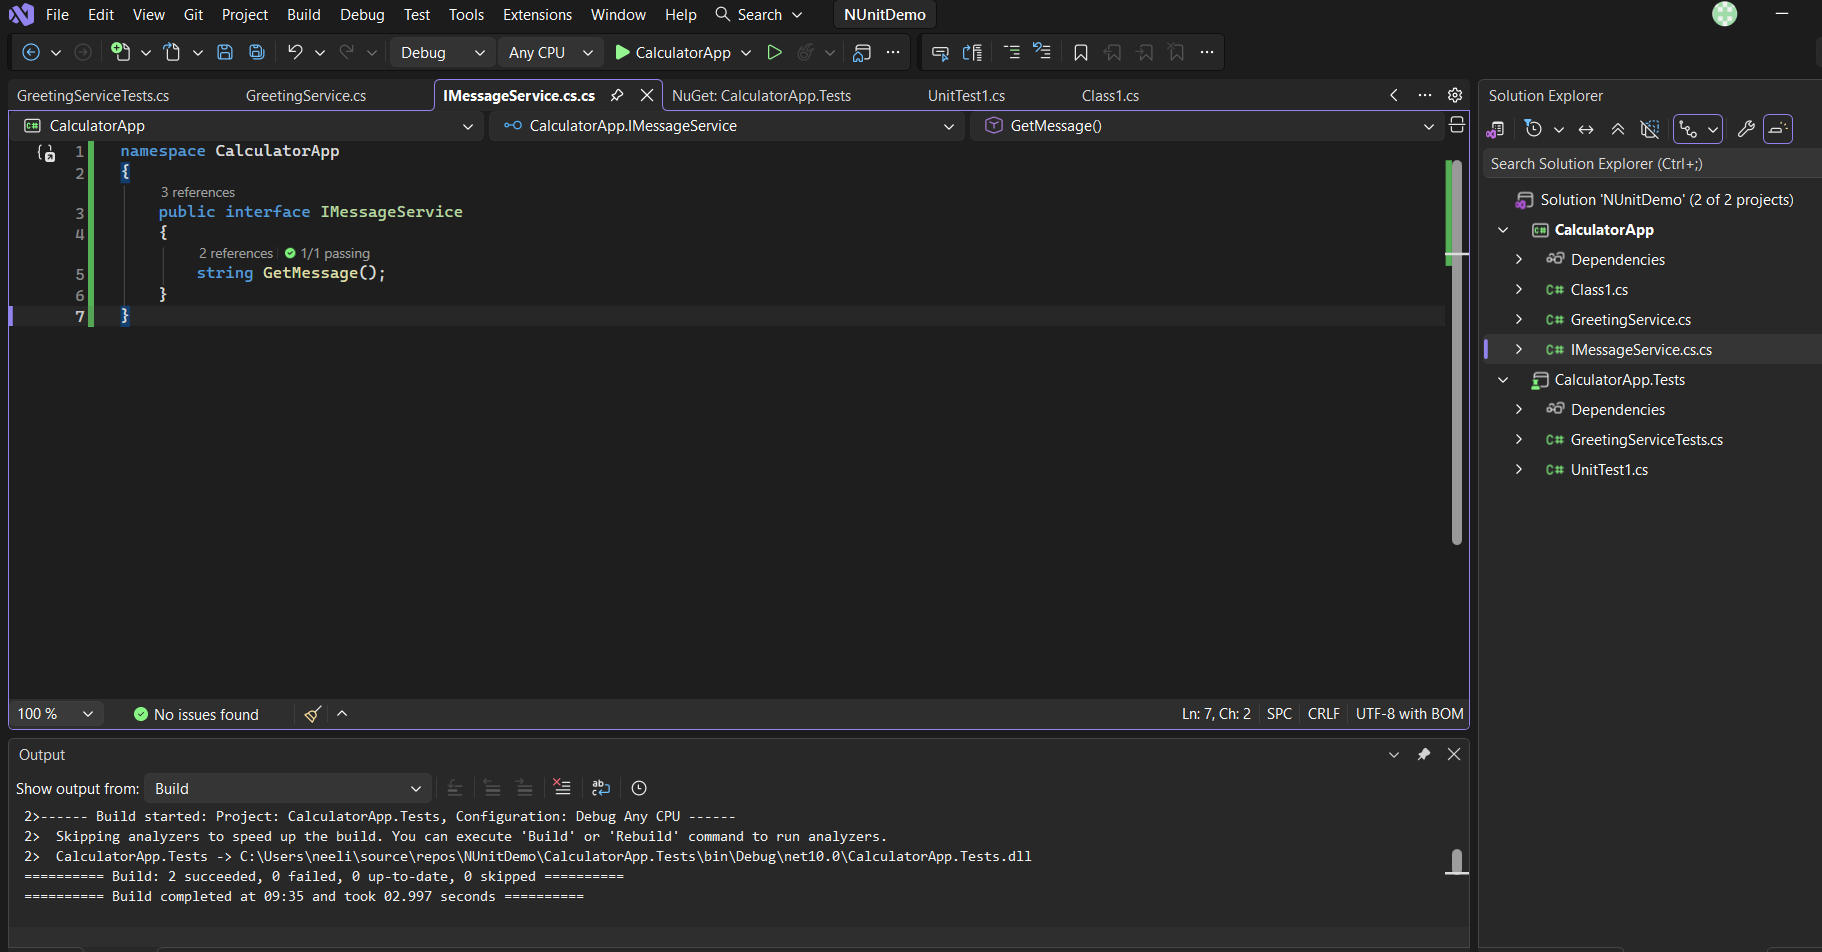 File Edit View Git Project Build Debug Test Tools Extensions Window Help Search NUnitDemo
Debug Any CPU CalculatorApp
GreetingServiceTests.cs GreetingService.cs IMessageService.cs.cs NuGet: CalculatorApp.Tests UnitTest1.cs Class1.cs
CalculatorApp CalculatorApp.IMessageService GetMessage()
1 namespace CalculatorApp
2 {
3 references
3 public interface IMessageService
4 {
2 references 1/1 passing
5 string GetMessage();
6 }
7 }
100 % No issues found Ln: 7, Ch: 2 SPC CRLF UTF-8 with BOM
Output
Show output from: Build
2>------ Build started: Project: CalculatorApp.Tests, Configuration: Debug Any CPU ------
2>  Skipping analyzers to speed up the build. You can execute 'Build' or 'Rebuild' command to run analyzers.
2>  CalculatorApp.Tests -> C:\Users\neeli\source\repos\NUnitDemo\CalculatorApp.Tests\bin\Debug\net10.0\CalculatorApp.Tests.dll
========== Build: 2 succeeded, 0 failed, 0 up-to-date, 0 skipped ==========
========== Build completed at 09:35 and took 02.997 seconds ==========
Solution Explorer
Search Solution Explorer (Ctrl+;)
Solution 'NUnitDemo' (2 of 2 projects)
CalculatorApp
Dependencies
C# Class1.cs
C# GreetingService.cs
C# IMessageService.cs.cs
CalculatorApp.Tests
Dependencies
C# GreetingServiceTests.cs
C# UnitTest1.cs